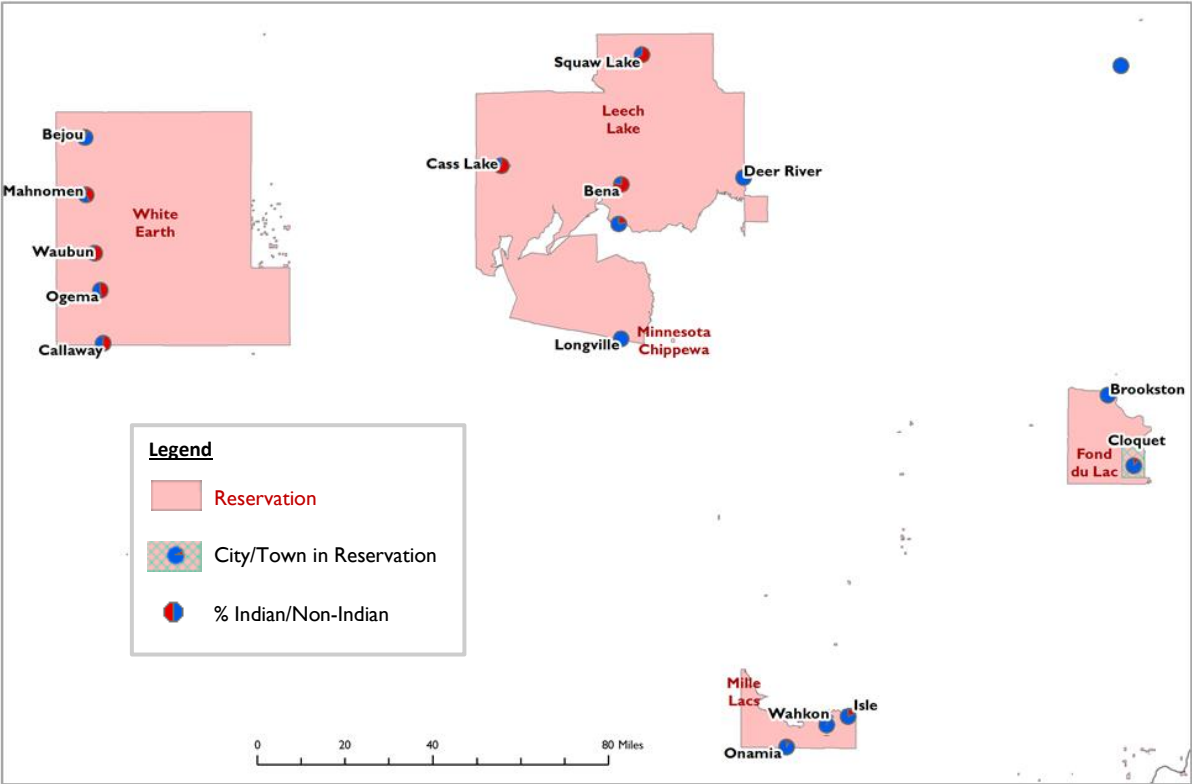 Squaw Lake
Leech
Lake
Bejou
Cass Lake
Deer River
Mahnomen
Bena
White
Earth
Waubun
Ogema
Minnesota
Chippewa
Longville
Callaway
Brookston
Legend
Cloquet
Fond
du Lac
Reservation
City/Town in Reservation
% Indian/Non-Indian
Mille
Lacs
Wahkon
Isle
Onamia
0 20 40 80 Miles